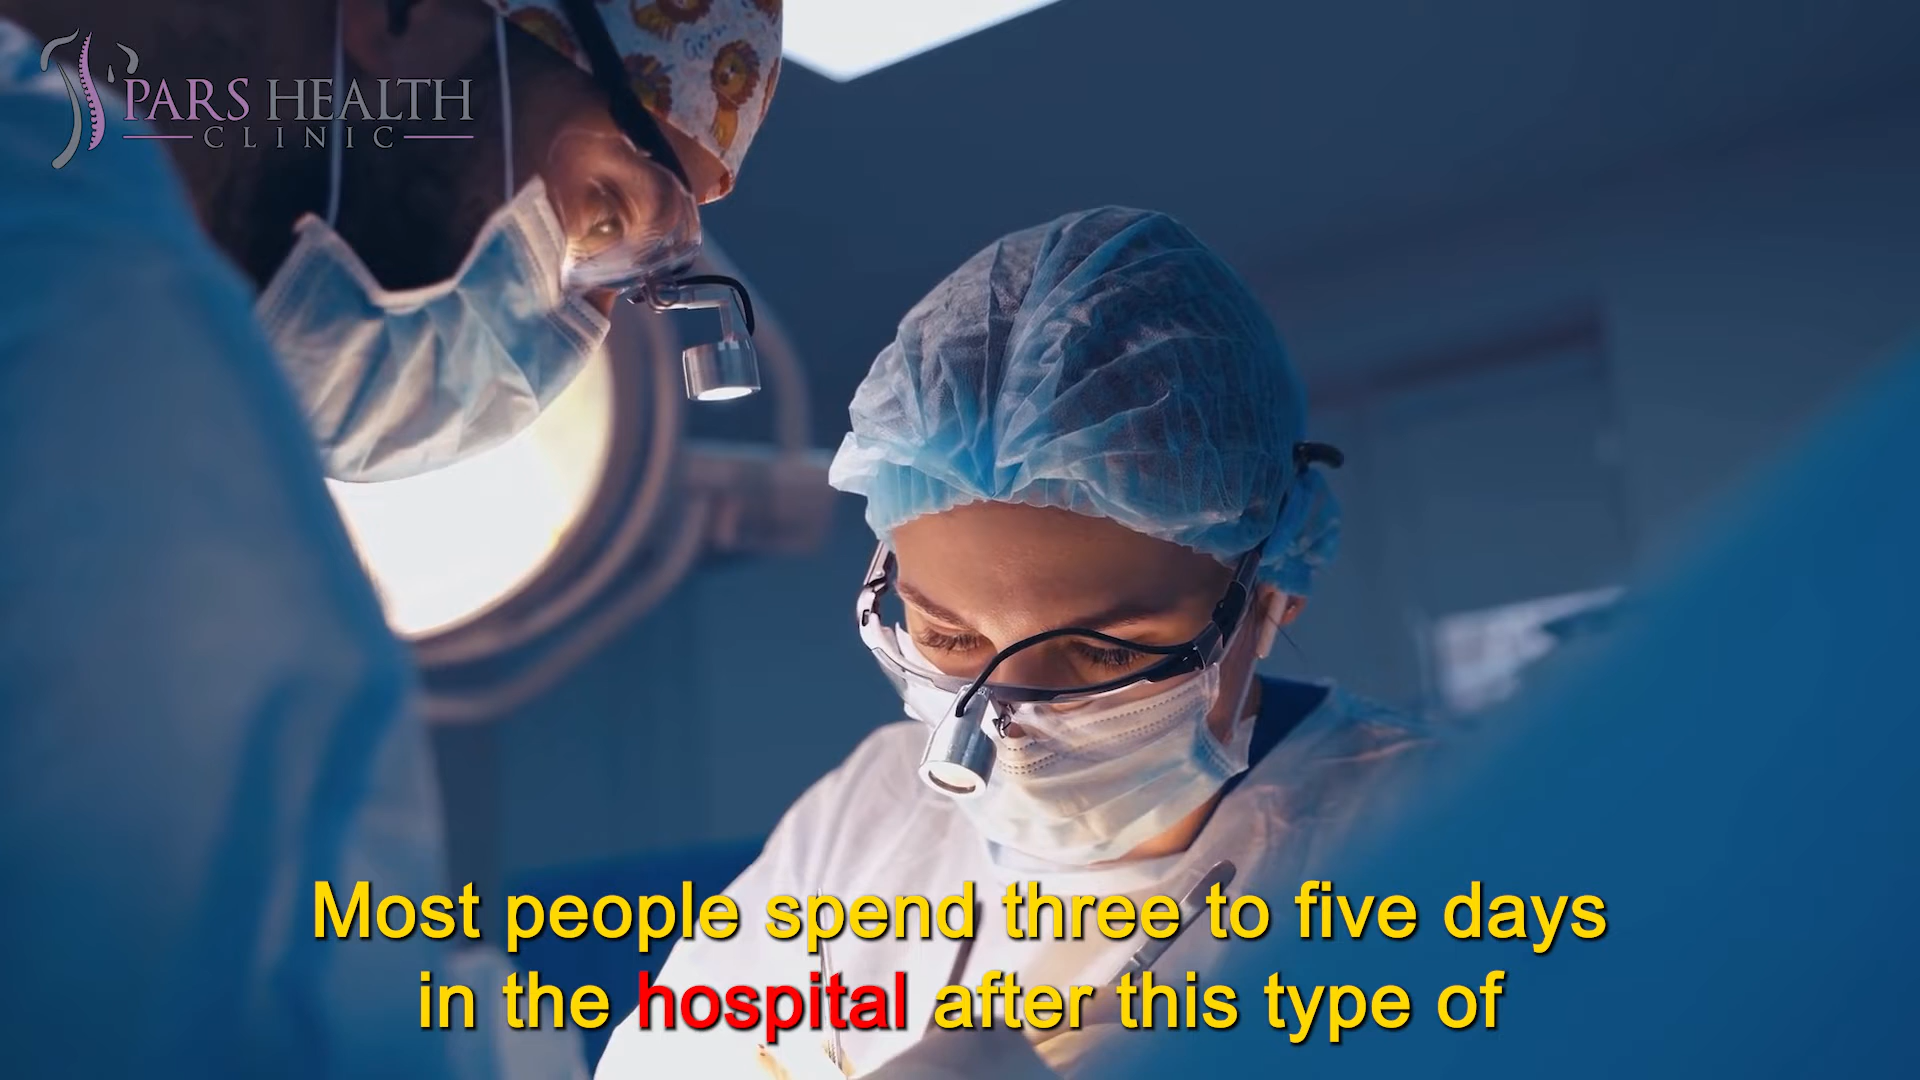 PARS HEALTH
CLINIC
Most people spend three to five days
in the hospital after this type of